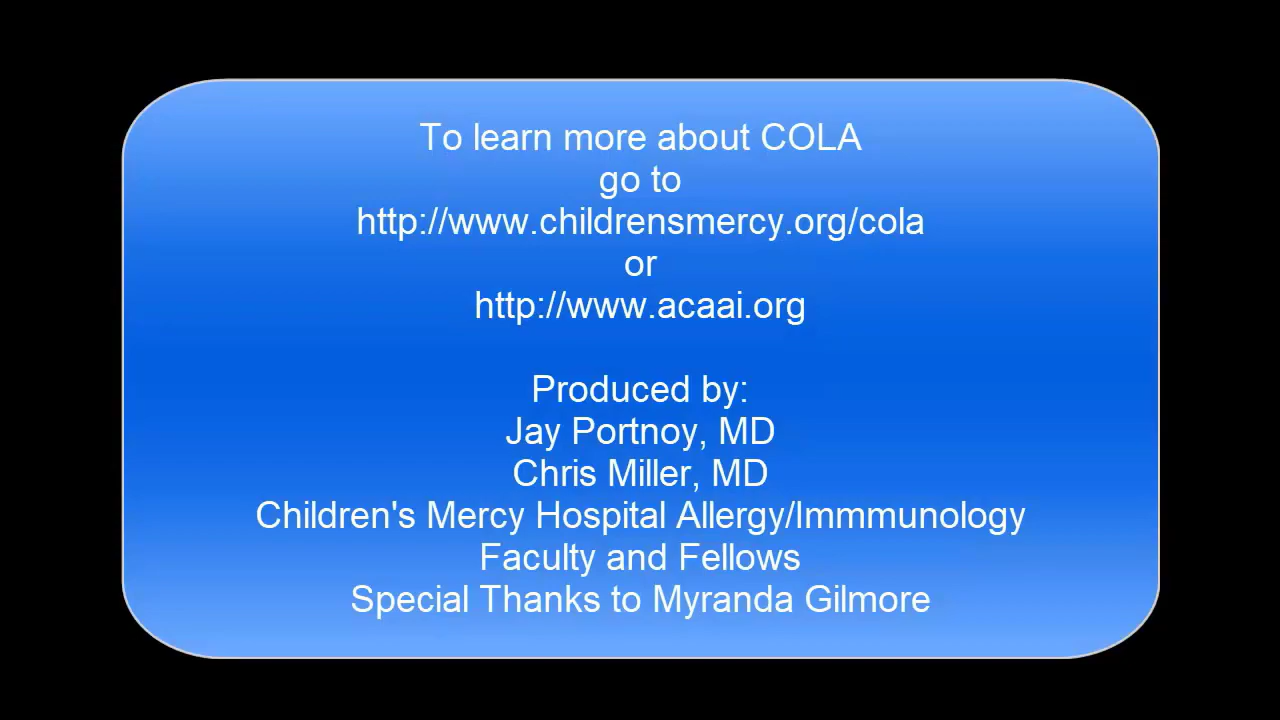 To learn more about COLA
go to
http://www.childrensmercy.org/cola
or
http://www.acaai.org
Produced by:
Jay Portnoy, MD
Chris Miller, MD
Children's Mercy Hospital Allergy/Immmunology
Faculty and Fellows
Special Thanks to Myranda Gilmore